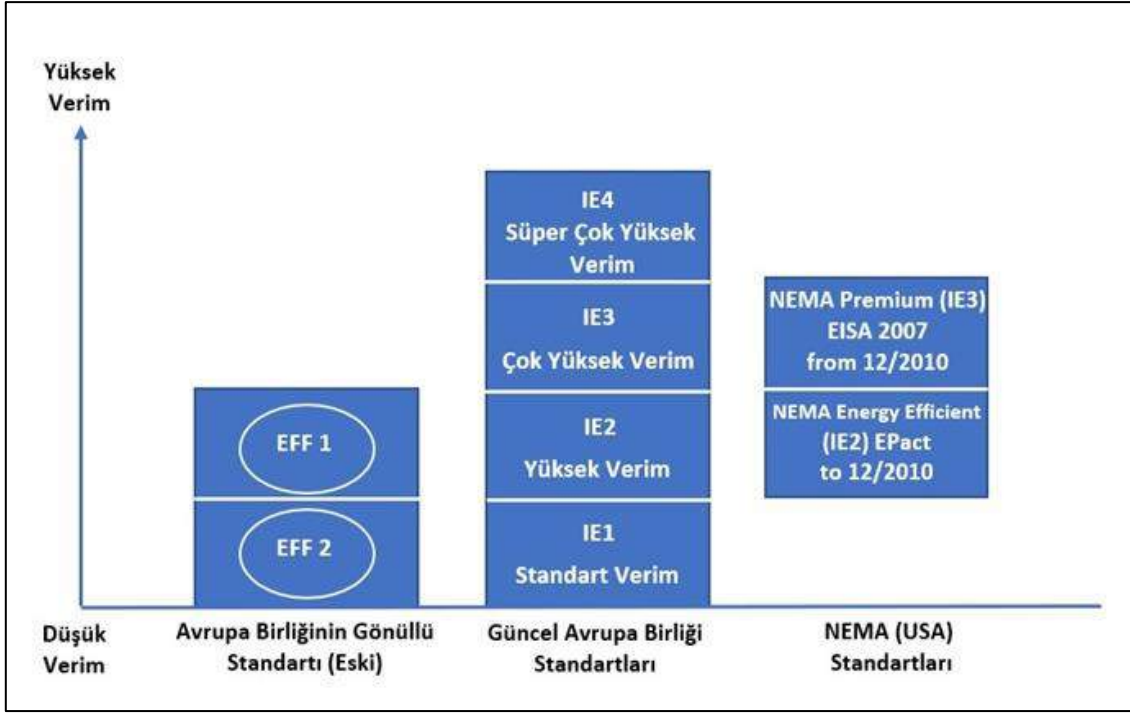 Yüksek
Verim
IE4
Süper Çok Yüksek
Verim
IE3
Çok Yüksek Verim
IE2
Yüksek Verim
IE1
Standart Verim
NEMA Premium (IE3)
EISA 2007
from 12/2010
NEMA Energy Efficient
(IE2) EPact
to 12/2010
EFF 1
EFF 2
Düşük
Verim
Avrupa Birliğinin Gönüllü
Standartı (Eski)
Güncel Avrupa Birliği
Standartları
NEMA (USA)
Standartları